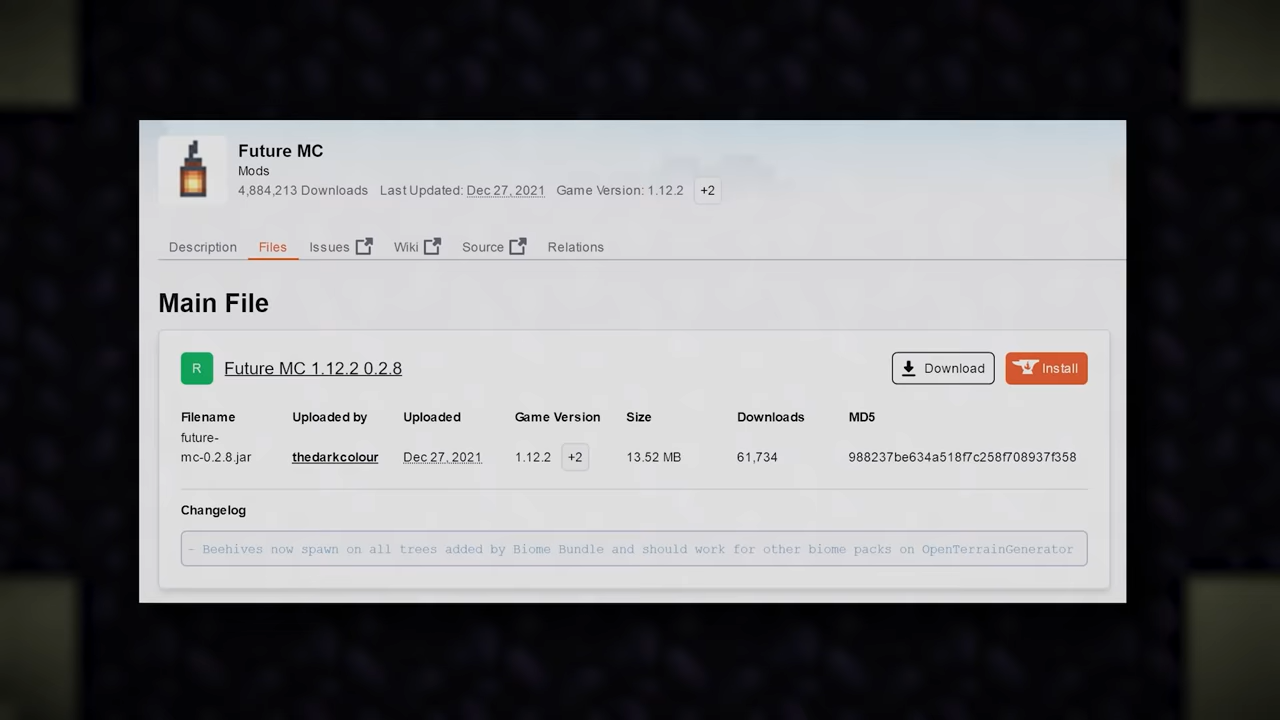 Future MC
Mods
4,884,213 Downloads Last Updated: Dec 27, 2021 Game Version: 1.12.2 +2
Description Files Issues Wiki Source Relations
Main File
R Future MC 1.12.2 0.2.8 Download Install
Filename Uploaded by Uploaded Game Version Size Downloads MD5
future-
mc-0.2.8.jar thedarkcolour Dec 27, 2021 1.12.2 +2 13.52 MB 61,734 988237be634a518f7c258f708937f358
Changelog
- Beehives now spawn on all trees added by Biome Bundle and should work for other biome packs on OpenTerrainGenerator